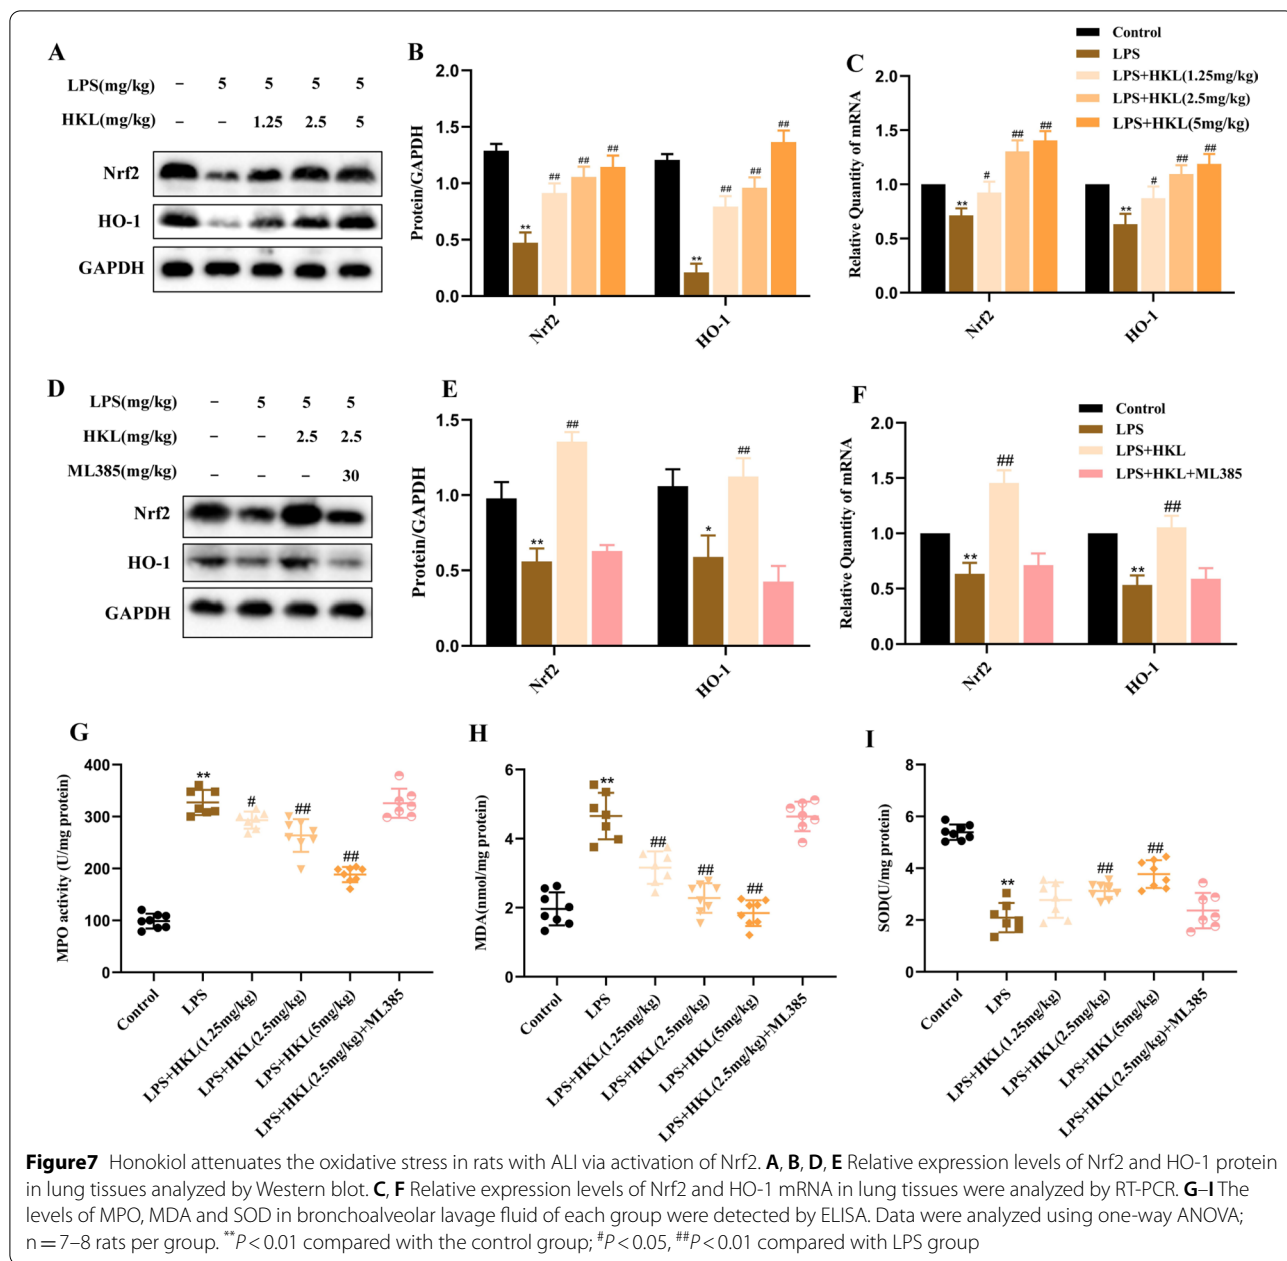 A
LPS(mg/kg) – 5 5 5 5
HKL(mg/kg) – – 1.25 2.5 5
Nrf2
HO-1
GAPDH
B
Protein/GAPDH
2.0
1.5
1.0
0.5
0.0
** ## ## ##
** ## ## ##
Nrf2
HO-1
C
Relative Quantity of mRNA
2.0
1.5
1.0
0.5
0.0
** # ## ##
** # ## ##
Nrf2
HO-1
Control
LPS
LPS+HKL(1.25mg/kg)
LPS+HKL(2.5mg/kg)
LPS+HKL(5mg/kg)
D
LPS(mg/kg) – 5 5 5
HKL(mg/kg) – – 2.5 2.5
ML385(mg/kg) – – – 30
Nrf2
HO-1
GAPDH
E
Protein/GAPDH
1.5
1.0
0.5
0.0
** ##
* ##
Nrf2
HO-1
F
Relative Quantity of mRNA
2.0
1.5
1.0
0.5
0.0
** ##
** ##
Nrf2
HO-1
Control
LPS
LPS+HKL
LPS+HKL+ML385
G
MPO activity (U/mg protein)
400
300
200
100
0
** # ## ##
Control
LPS
LPS+HKL(1.25mg/kg)
LPS+HKL(2.5mg/kg)
LPS+HKL(5mg/kg)
LPS+HKL(2.5mg/kg)+ML385
H
MDA(nmol/mg protein)
6
4
2
0
** ## ## ##
Control
LPS
LPS+HKL(1.25mg/kg)
LPS+HKL(2.5mg/kg)
LPS+HKL(5mg/kg)
LPS+HKL(2.5mg/kg)+ML385
I
SOD(U/mg protein)
8
6
4
2
0
** ## ##
Control
LPS
LPS+HKL(1.25mg/kg)
LPS+HKL(2.5mg/kg)
LPS+HKL(5mg/kg)
LPS+HKL(2.5mg/kg)+ML385
Figure7 Honokiol attenuates the oxidative stress in rats with ALI via activation of Nrf2. A, B, D, E Relative expression levels of Nrf2 and HO-1 protein
in lung tissues analyzed by Western blot. C, F Relative expression levels of Nrf2 and HO-1 mRNA in lung tissues were analyzed by RT-PCR. G–I The
levels of MPO, MDA and SOD in bronchoalveolar lavage fluid of each group were detected by ELISA. Data were analyzed using one-way ANOVA;
n = 7–8 rats per group. **P < 0.01 compared with the control group; #P < 0.05, ##P < 0.01 compared with LPS group